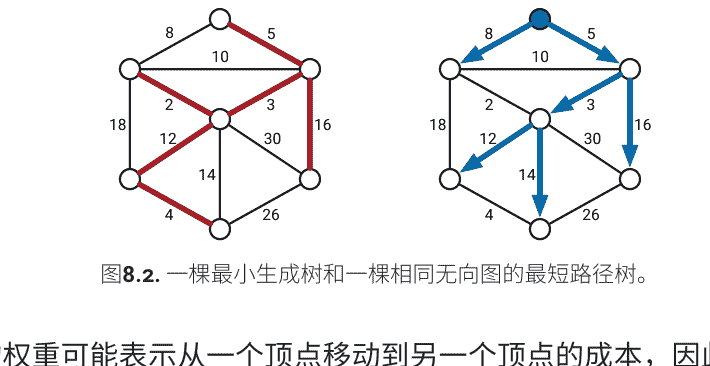 8 5 8 5
10 10
2 3 2 3
18 12 30 16 18 12 30 16
14 14
4 26 4 26
图8.2. 一棵最小生成树和一棵相同无向图的最短路径树。
权重可能表示从一个顶点移动到另一个顶点的成本，因此